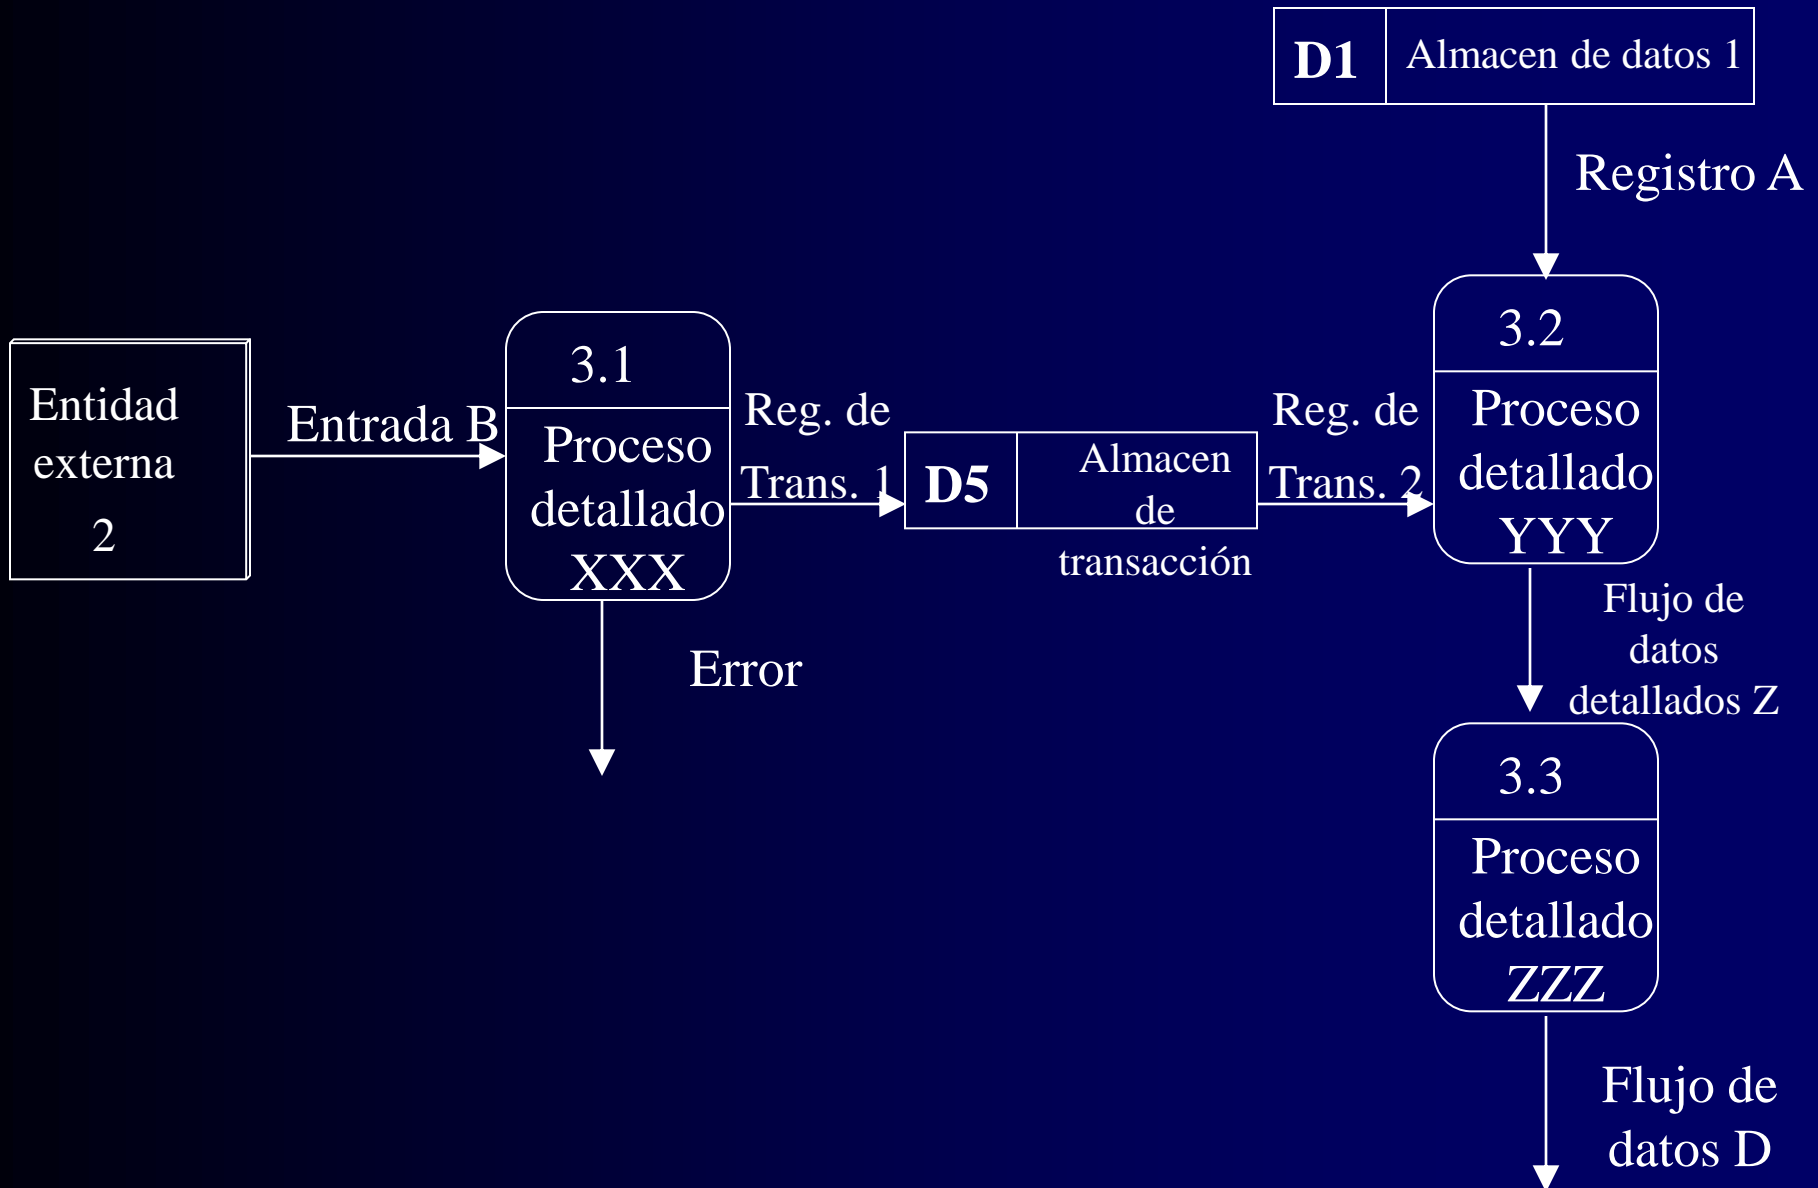 D1
Almacen de datos 1
Registro A
Entidad
externa
2
Entrada B
3.1
Proceso
detallado
XXX
Reg. de
Trans. 1
D5
Almacen
de
transacción
Reg. de
Trans. 2
3.2
Proceso
detallado
YYY
Error
Flujo de
datos
detallados Z
3.3
Proceso
detallado
ZZZ
Flujo de
datos D